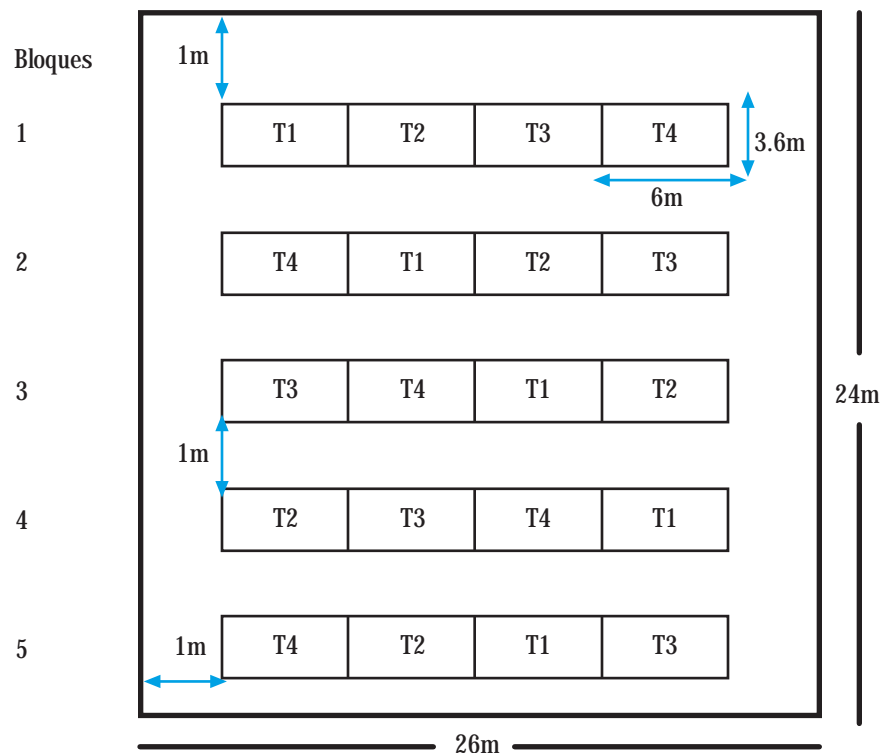 1m
Bloques
1
T1 T2 T3 T4
3.6m
6m
2
T4 T1 T2 T3
3
T3 T4 T1 T2
24m
1m
4
T2 T3 T4 T1
5
1m
T4 T2 T1 T3
26m